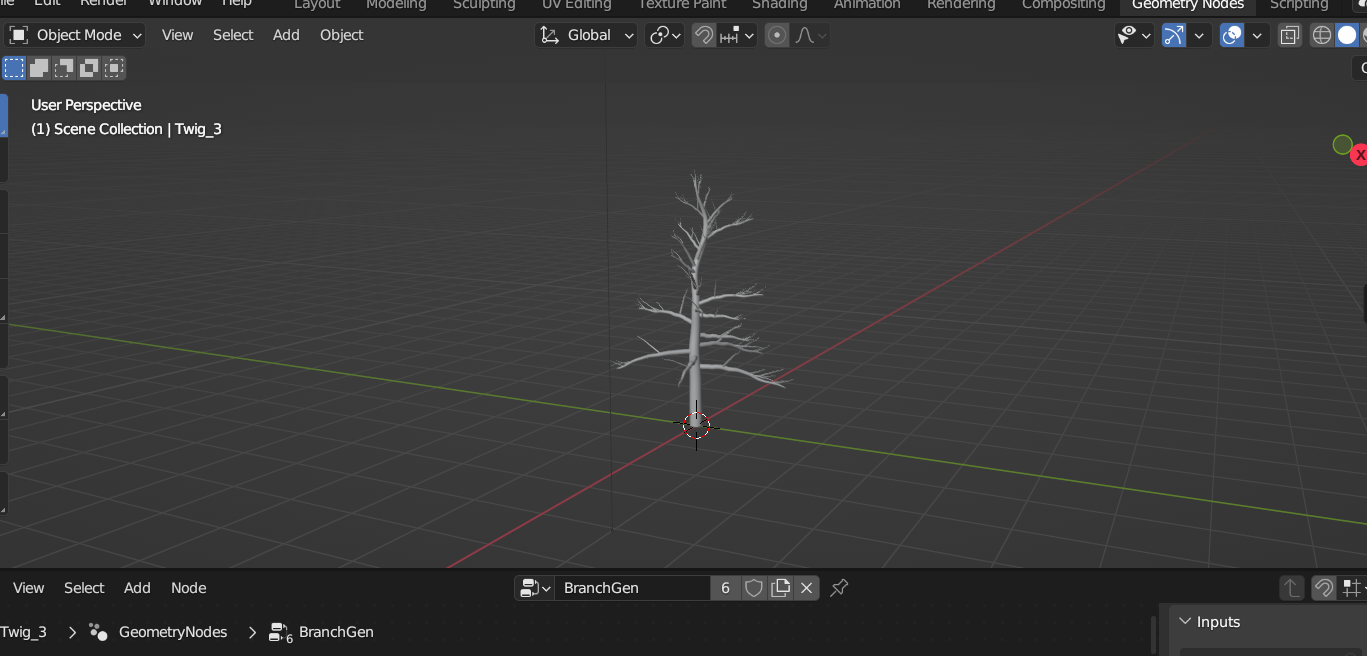 Edit Render Window Help Layout Modeling Sculpting UV Editing Texture Paint Shading Animation Rendering Compositing Geometry Nodes Scripting
Object Mode View Select Add Object Global
User Perspective
(1) Scene Collection | Twig_3
X
View Select Add Node BranchGen 6
Twig_3 GeometryNodes 6 BranchGen
Inputs